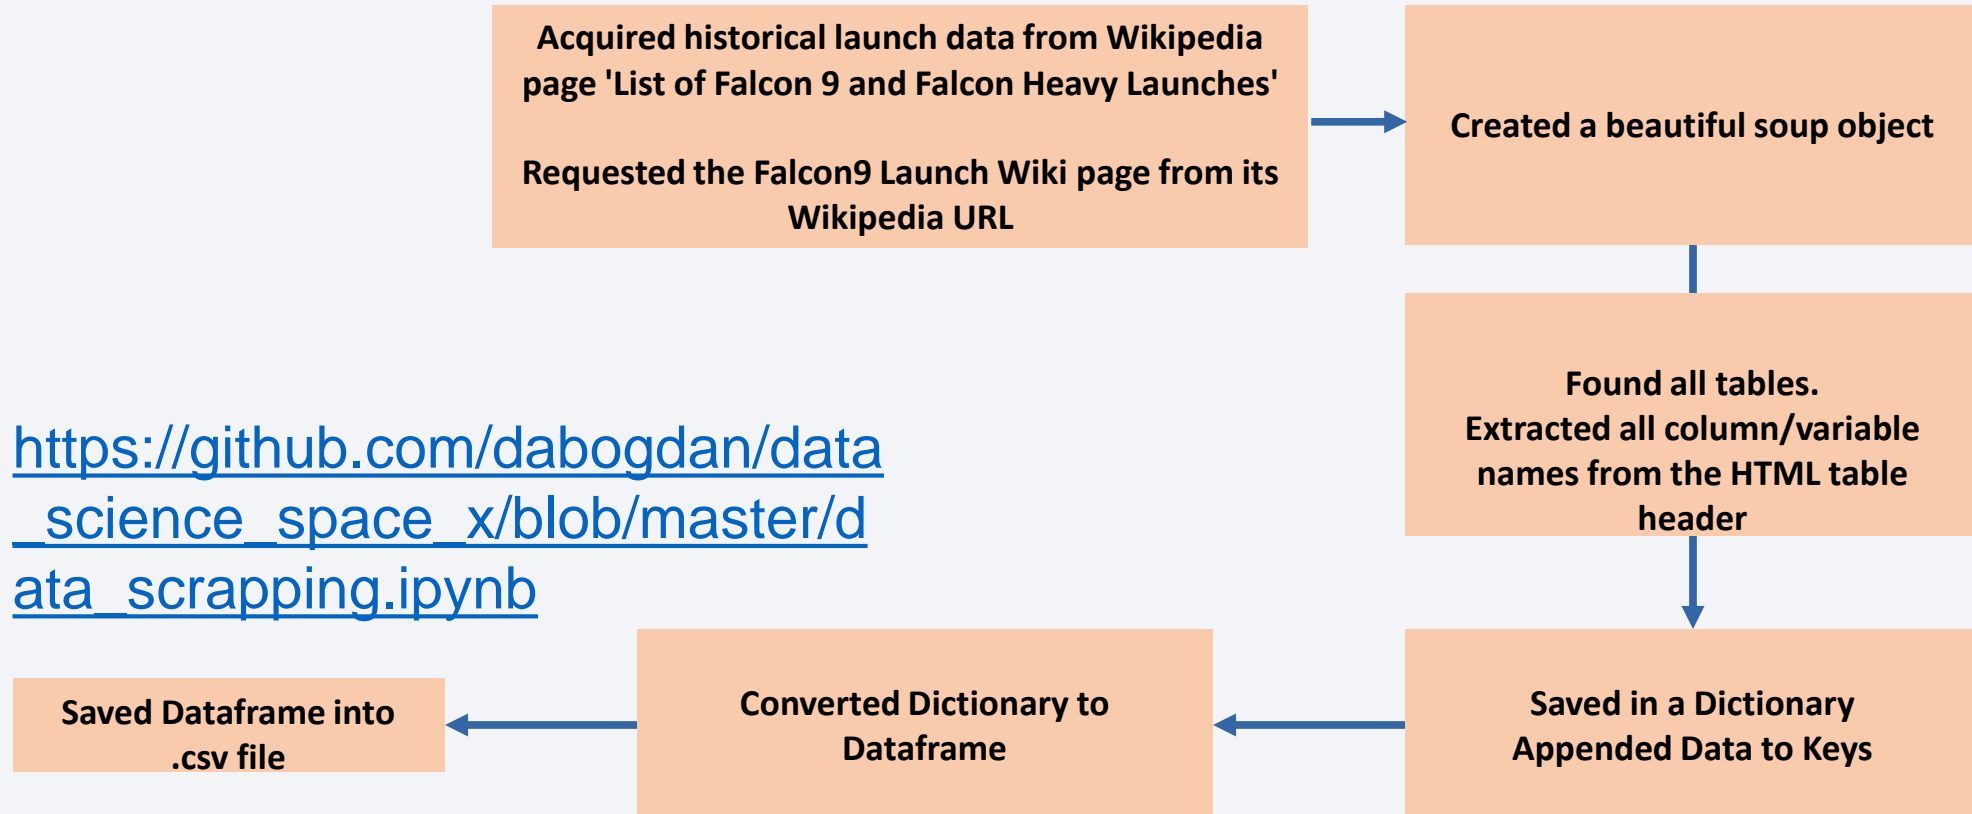 Acquired historical launch data from Wikipedia
page 'List of Falcon 9 and Falcon Heavy Launches'
Requested the Falcon9 Launch Wiki page from its
Wikipedia URL
Created a beautiful soup object
Found all tables.
Extracted all column/variable
names from the HTML table
header
https://github.com/dabogdan/data
_science_space_x/blob/master/d
ata_scrapping.ipynb
Saved in a Dictionary
Appended Data to Keys
Converted Dictionary to
Dataframe
Saved Dataframe into
.csv file